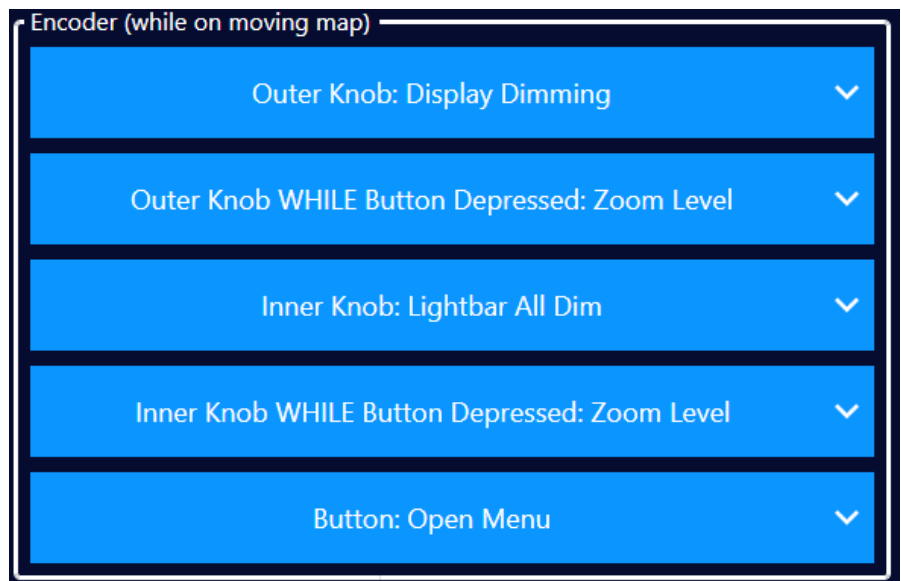 Encoder (while on moving map)
Outer Knob: Display Dimming
Outer Knob WHILE Button Depressed: Zoom Level
Inner Knob: Lightbar All Dim
Inner Knob WHILE Button Depressed: Zoom Level
Button: Open Menu